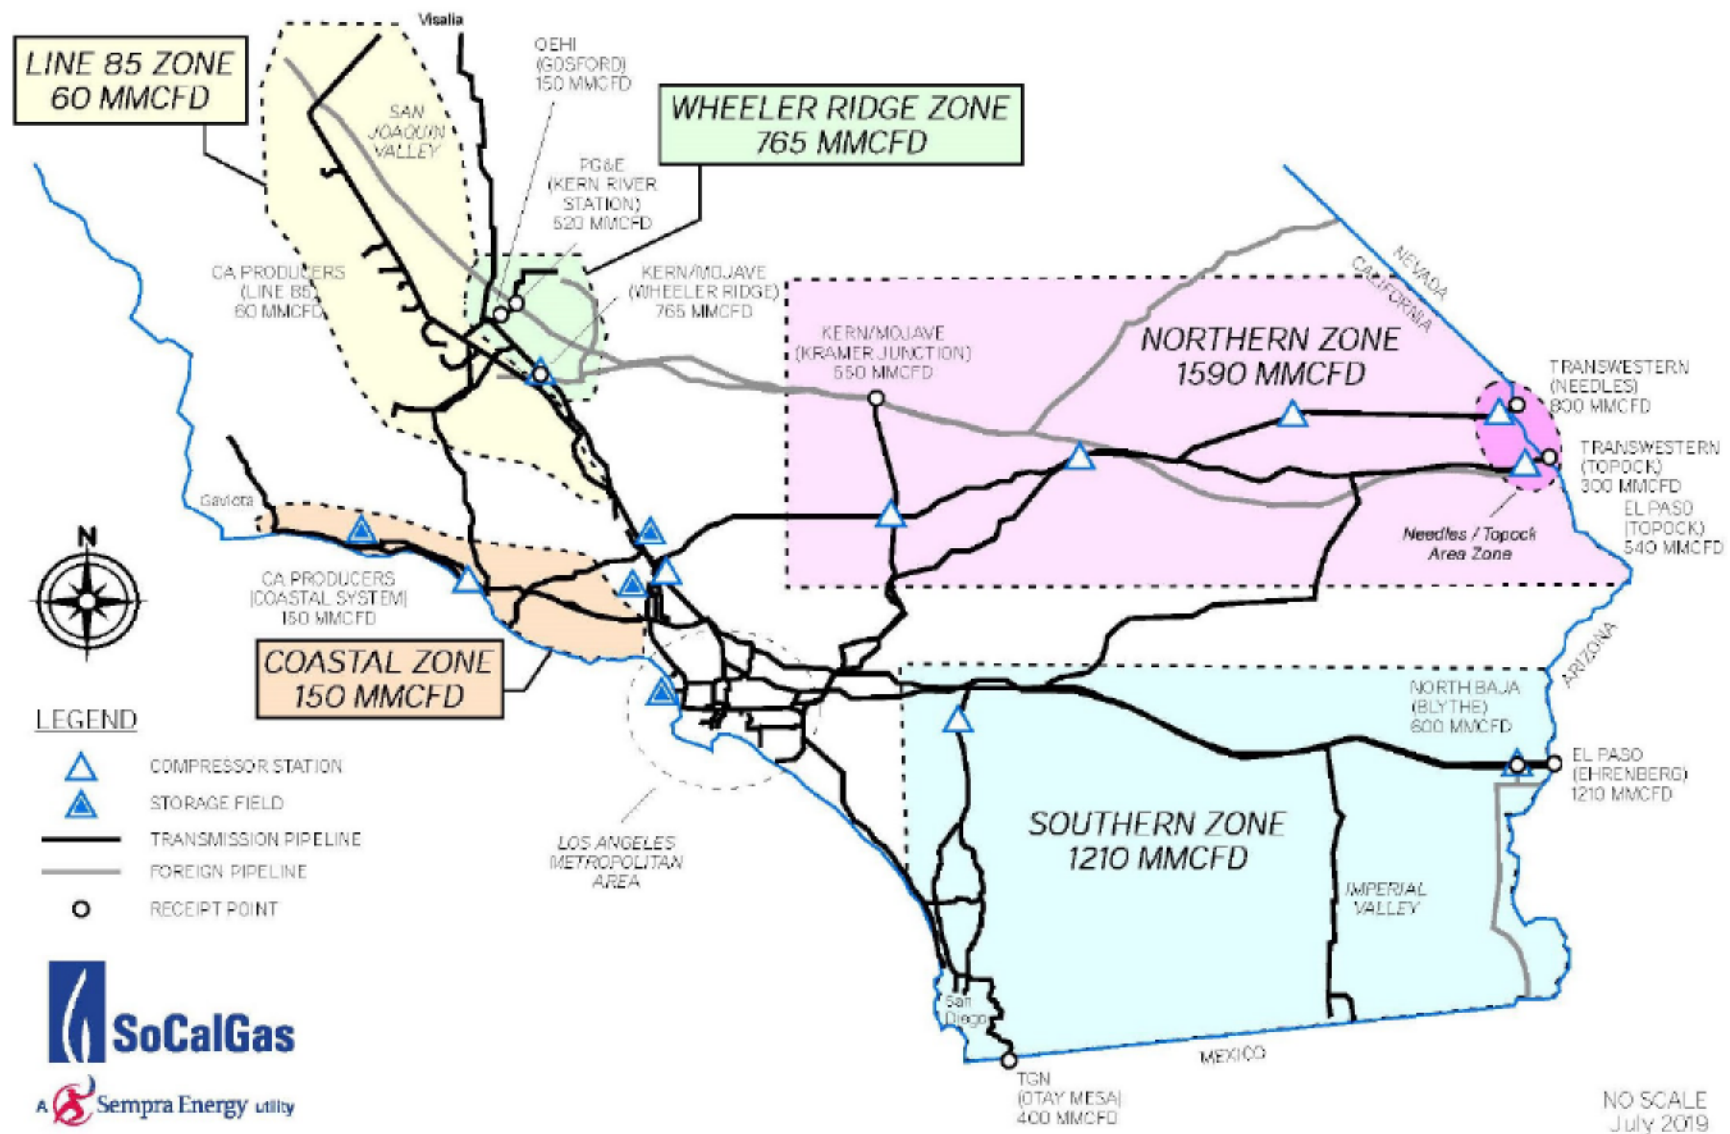 Visalia
LINE 85 ZONE
60 MMCFD
OEHI
(GOSFORD)
150 MMCFD
SAN
JOAQUIN
VALLEY
WHEELER RIDGE ZONE
765 MMCFD
PG&E
(KERN RIVER
STATION)
520 MMCFD
CA PRODUCERS
(LINE 85)
60 MMCFD
KERN/MOJAVE
(WHEELER RIDGE)
765 MMCFD
NEVADA
CALIFORNIA
KERN/MOJAVE
(KRAMER JUNCTION)
550 MMCFD
NORTHERN ZONE
1590 MMCFD
TRANSWESTERN
(NEEDLES)
800 MMCFD
TRANSWESTERN
(TOPOCK)
300 MMCFD
EL PASO
(TOPOCK)
540 MMCFD
Needles / Topock
Area Zone
Gaviota
N
CA PRODUCERS
(COASTAL SYSTEM)
150 MMCFD
COASTAL ZONE
150 MMCFD
ARIZONA
NORTH BAJA
(BLYTHE)
600 MMCFD
EL PASO
(EHRENBERG)
1210 MMCFD
LEGEND
COMPRESSOR STATION
STORAGE FIELD
TRANSMISSION PIPELINE
FOREIGN PIPELINE
RECEIPT POINT
LOS ANGELES
METROPOLITAN
AREA
SOUTHERN ZONE
1210 MMCFD
IMPERIAL
VALLEY
San
Diego
MEXICO
TGN
(OTAY MESA)
400 MMCFD
SoCalGas
A Sempra Energy utility
NO SCALE
July 2019